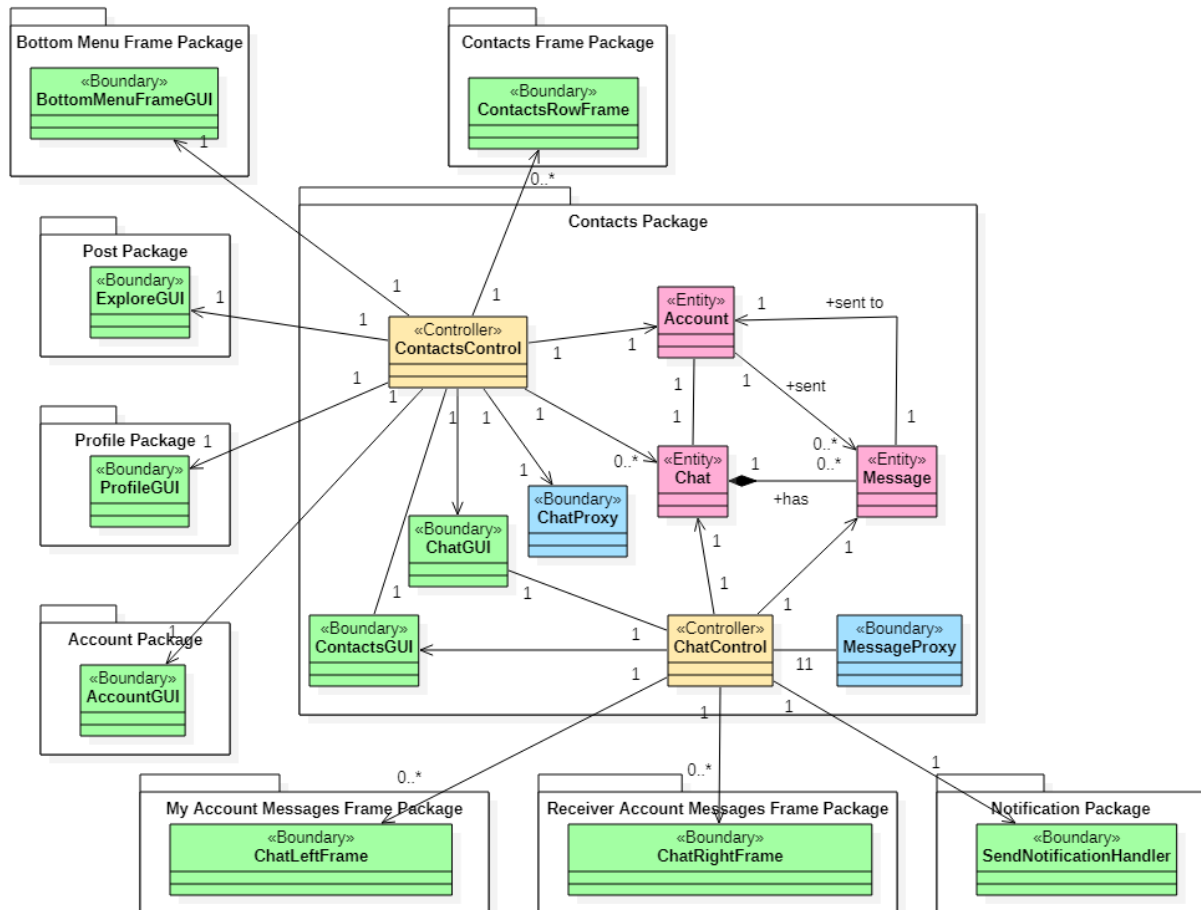 Bottom Menu Frame Package
«Boundary»
BottomMenuFrameGUI
1
Contacts Frame Package
«Boundary»
ContactsRowFrame
0..*
Contacts Package
Post Package
«Boundary»
ExploreGUI
1
1
1
1
«Controller»
ContactsControl
1
1
«Entity»
Account
1
+sent to
1
1
+sent
1
1
0..*
Profile Package
«Boundary»
ProfileGUI
1
1
1
1
1
1
0..*
«Entity»
Chat
1
0..*
+has
«Entity»
Message
1
1
«Boundary»
ChatProxy
«Boundary»
ChatGUI
1
1
1
1
Account Package
«Boundary»
AccountGUI
1
1
«Boundary»
ContactsGUI
1
«Controller»
ChatControl
11
«Boundary»
MessageProxy
1
1
1
0..*
0..*
1
My Account Messages Frame Package
«Boundary»
ChatLeftFrame
Receiver Account Messages Frame Package
«Boundary»
ChatRightFrame
Notification Package
«Boundary»
SendNotificationHandler